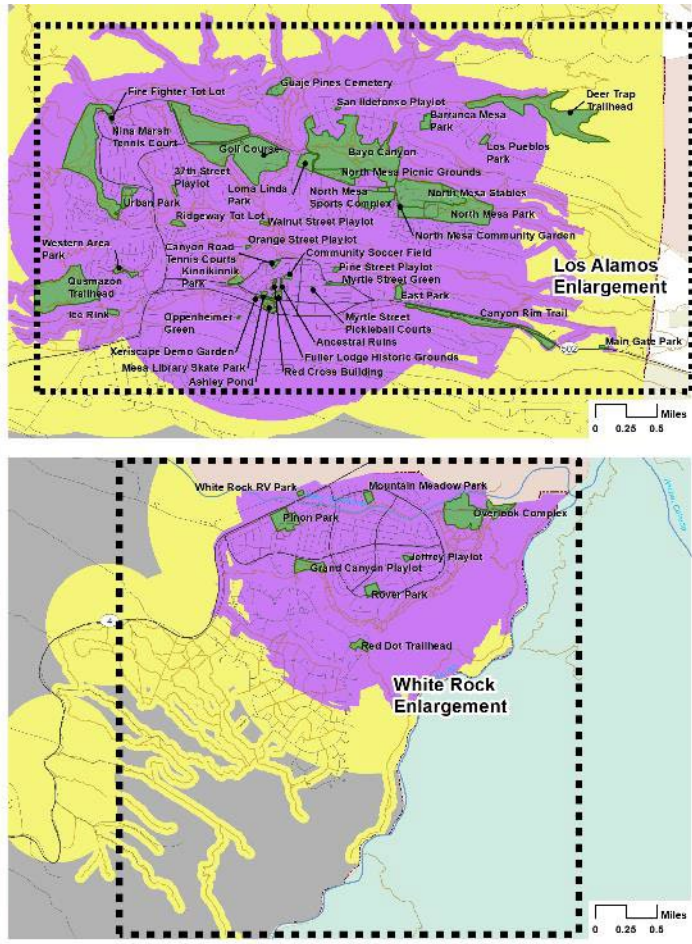 Fire Fighter Tot Lot
Guaje Pines Cemetery
Deer Trap
Trailhead
San Ildefonso Playlot
Barranca Mesa
Park
Nina Marsh
Tennis Court
Golf Course
Bayo Canyon
Los Pueblos
Park
37th Street
Playlot
Loma Linda
Park
North Mesa Picnic Grounds
North Mesa
Sports Complex
North Mesa Stables
Urban Park
North Mesa Park
Ridgeway Tot Lot
Walnut Street Playlot
North Mesa Community Garden
Orange Street Playlot
Western Area
Park
Canyon Road
Tennis Courts
Community Soccer Field
Kinnikinnik
Park
Pine Street Playlot
Myrtle Street Green
Los Alamos
Enlargement
Quemazon
Trailhead
East Park
Ice Rink
Oppenheimer
Green
Myrtle Street
Pickleball Courts
Canyon Rim Trail
Ancestral Ruins
Xeriscape Demo Garden
Fuller Lodge Historic Grounds
502
Main Gate Park
Mesa Library Skate Park
Red Cross Building
Ashley Pond
Miles
0 0.25 0.5
White Rock RV Park
Mountain Meadow Park
Pinon Park
Overlook Complex
Jeffrey Playlot
Grand Canyon Playlot
Rover Park
4
Red Dot Trailhead
White Rock
Enlargement
Miles
0 0.25 0.5